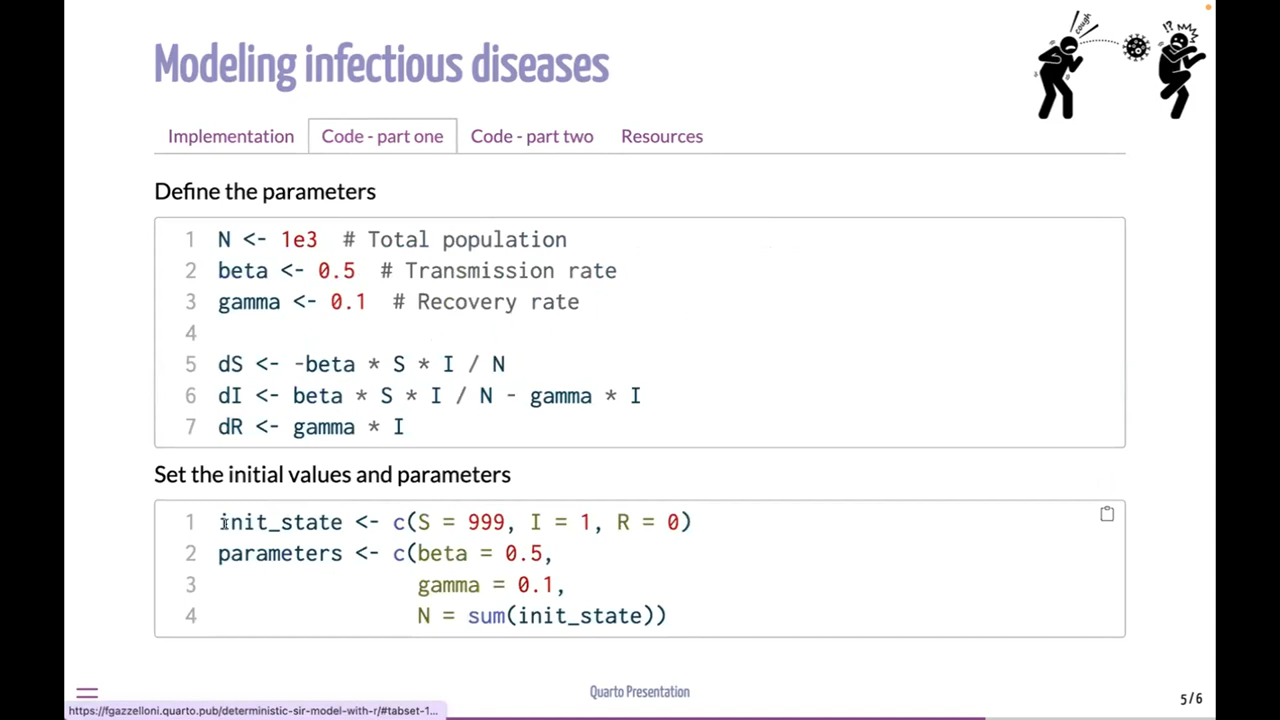 Modeling infectious diseases
cough
!?
Implementation
Code - part one
Code - part two
Resources
Define the parameters
1 N <- 1e3 # Total population
2 beta <- 0.5 # Transmission rate
3 gamma <- 0.1 # Recovery rate
4
5 dS <- -beta * S * I / N
6 dI <- beta * S * I / N - gamma * I
7 dR <- gamma * I
Set the initial values and parameters
1 init_state <- c(S = 999, I = 1, R = 0)
2 parameters <- c(beta = 0.5,
3 gamma = 0.1,
4 N = sum(init_state))
Quarto Presentation
5/6
https://fgazzelloni.quarto.pub/deterministic-sir-model-with-r/#tabset-1...